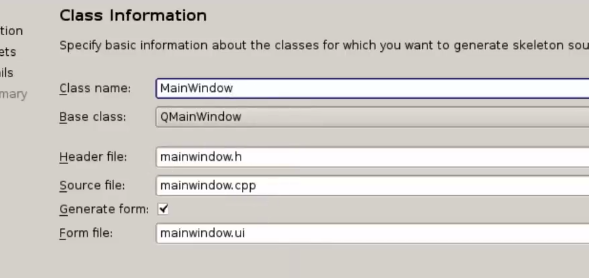 Class Information
tion
Specify basic information about the classes for which you want to generate skeleton sou
ets
ils
mary
Class name: MainWindow
Base class: QMainWindow
Header file: mainwindow.h
Source file: mainwindow.cpp
Generate form:
Form file: mainwindow.ui